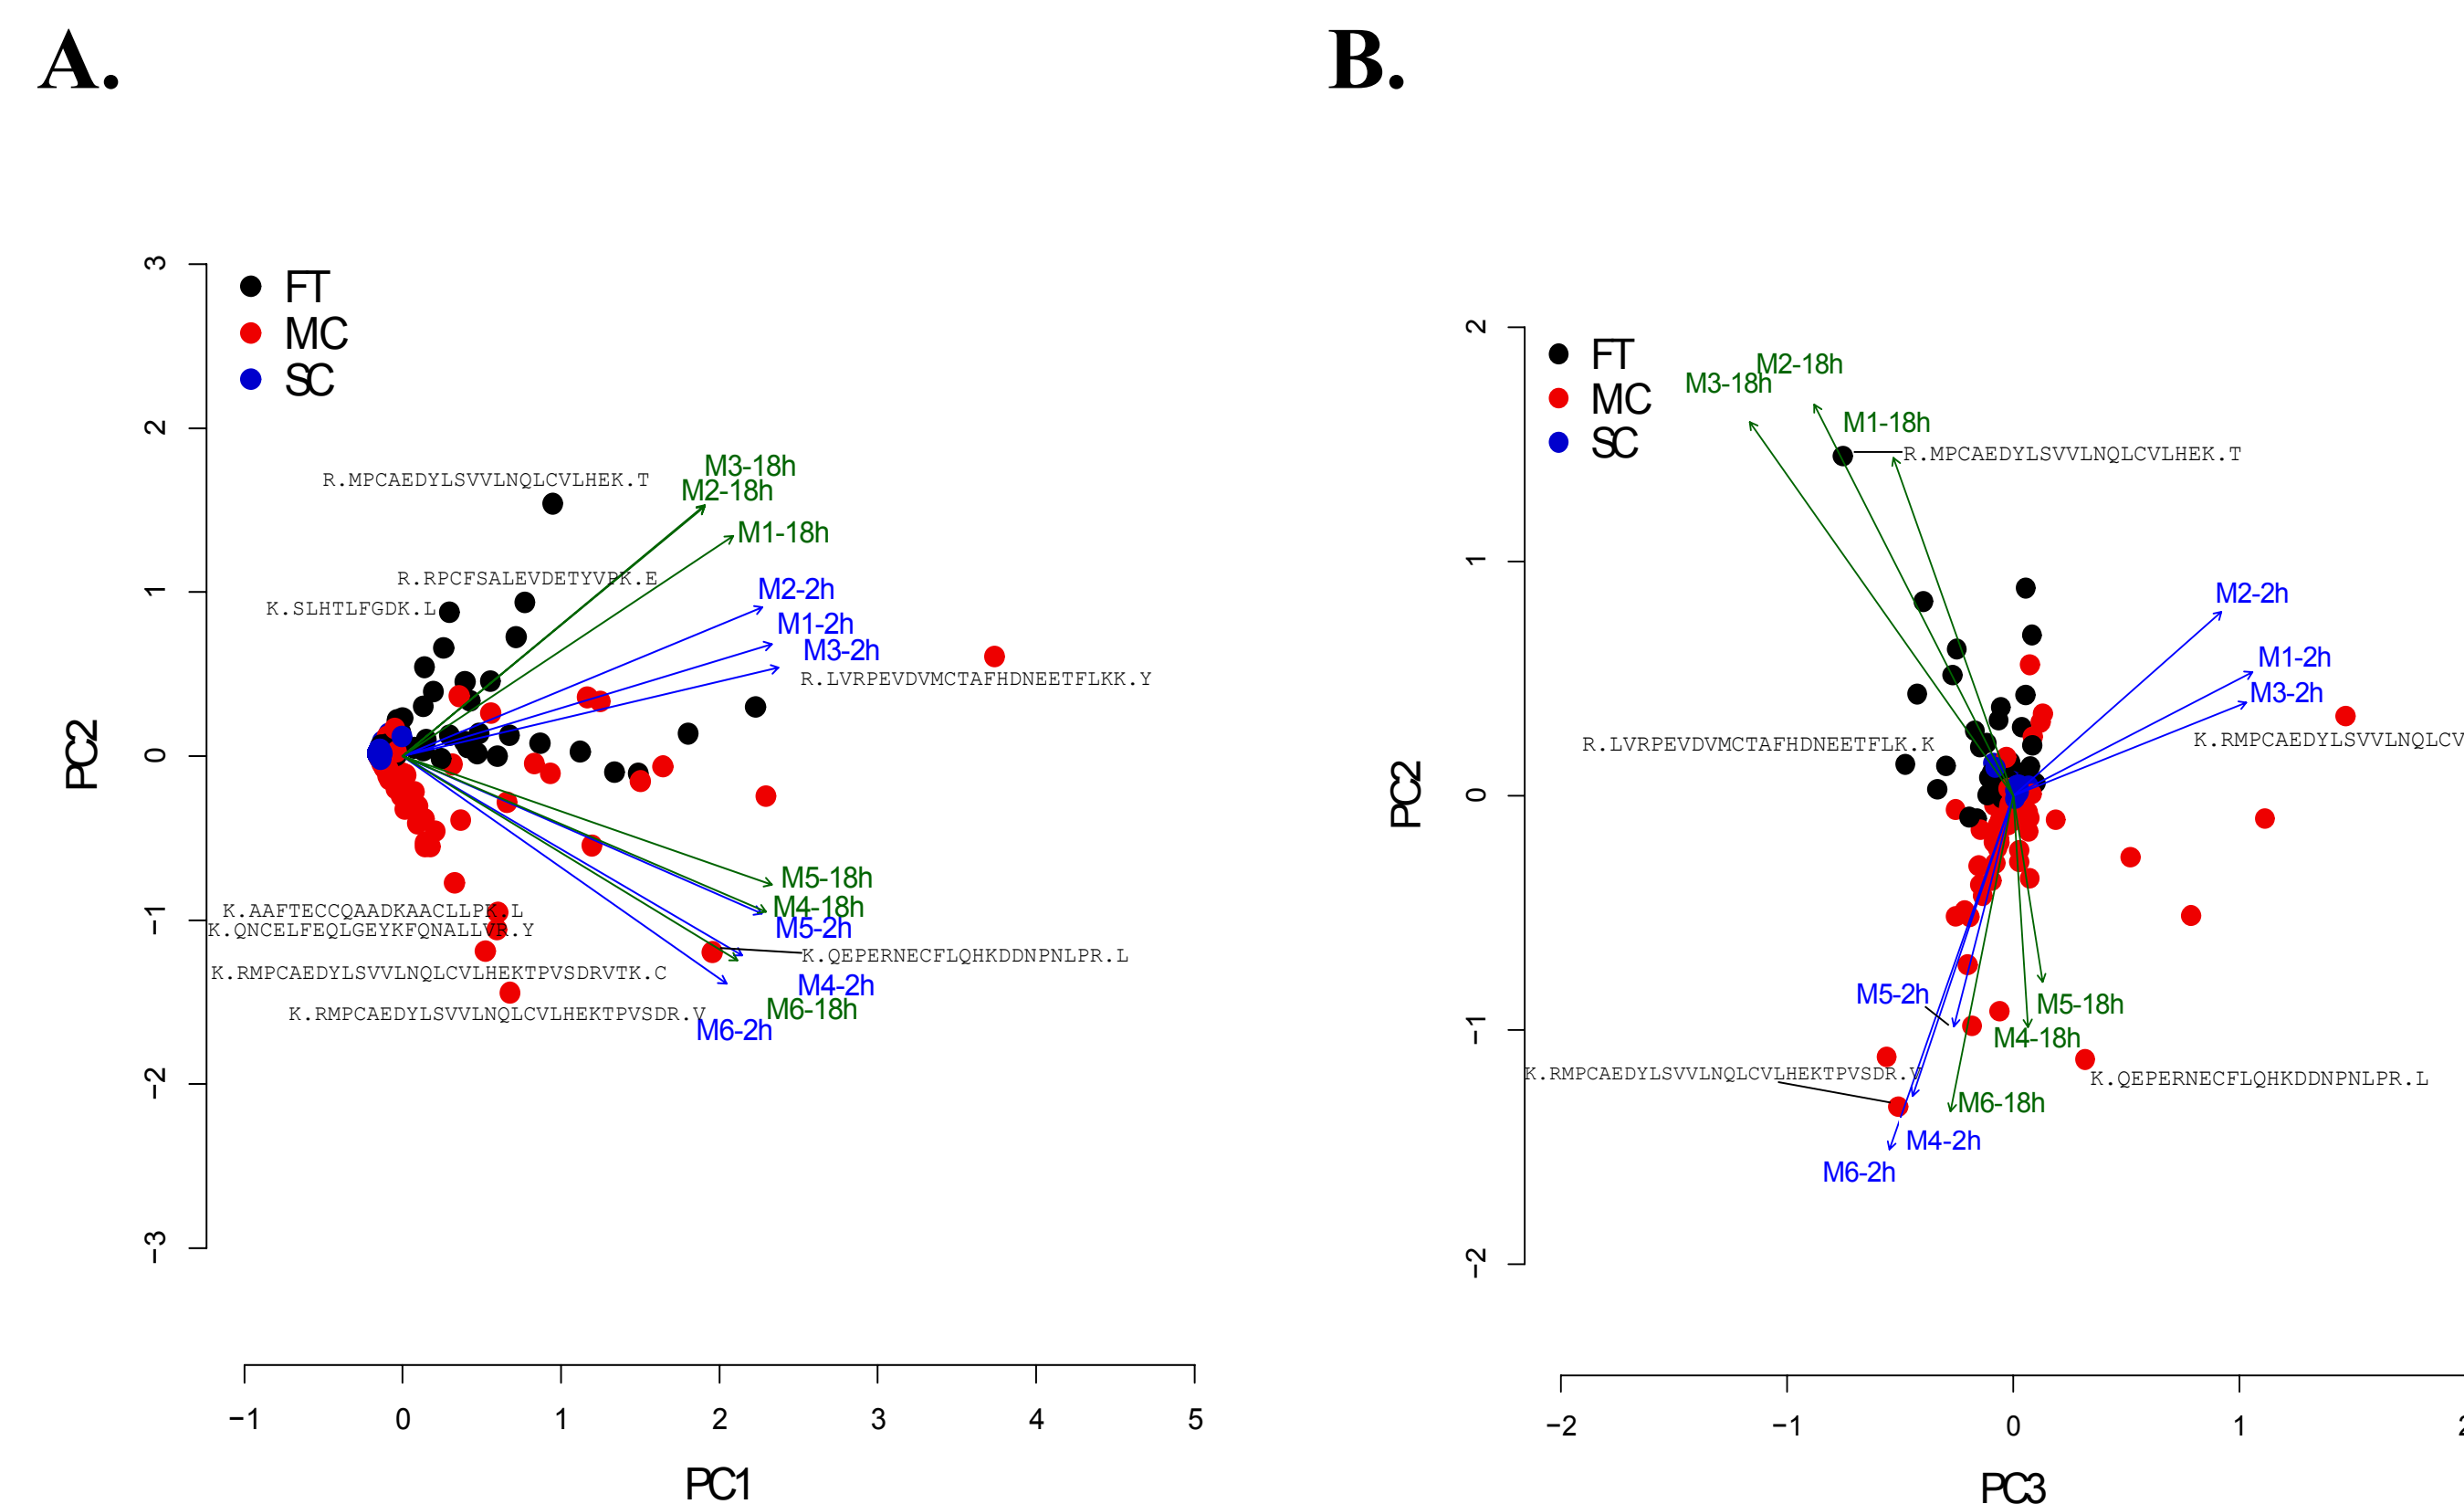 A.
3
2
1
0
−1
−2
−3
PC2
FT
MC
SC
R.MPCAEDYLSVVLNQLCVLHEK.T
R.RPCFSALEVDETYVPK.E
K.SLHTLFGDK.L
M3-18h
M2-18h
M1-18h
M2-2h
M1-2h
M3-2h
R.LVRPEVDVMCTAFHDNEETFLKK.Y
M5-18h
M4-18h
M5-2h
K.AAFTECCQAADKAACLLPK.L
K.QNCELFEQLGEYKFQNALLVR.Y
K.QEPERNECFLQHKDDNPNLPR.L
K.RMPCAEDYLSVVLNQLCVLHEKTPVSDRVTK.C
M4-2h
M6-18h
K.RMPCAEDYLSVVLNQLCVLHEKTPVSDR.V
M6-2h
−1
0
1
2
3
4
5
PC1
B.
2
1
0
−1
−2
PC2
FT
MC
SC
M2-18h
M3-18h
M1-18h
R.MPCAEDYLSVVLNQLCVLHEK.T
M2-2h
M1-2h
M3-2h
R.LVRPEVDVMCTAFHDNEETFLK.K
K.RMPCAEDYLSVVLNQLCV
M5-2h
M5-18h
M4-18h
K.RMPCAEDYLSVVLNQLCVLHEKTPVSDR.V
K.QEPERNECFLQHKDDNPNLPR.L
M6-18h
M4-2h
M6-2h
−2
−1
0
1
2
PC3